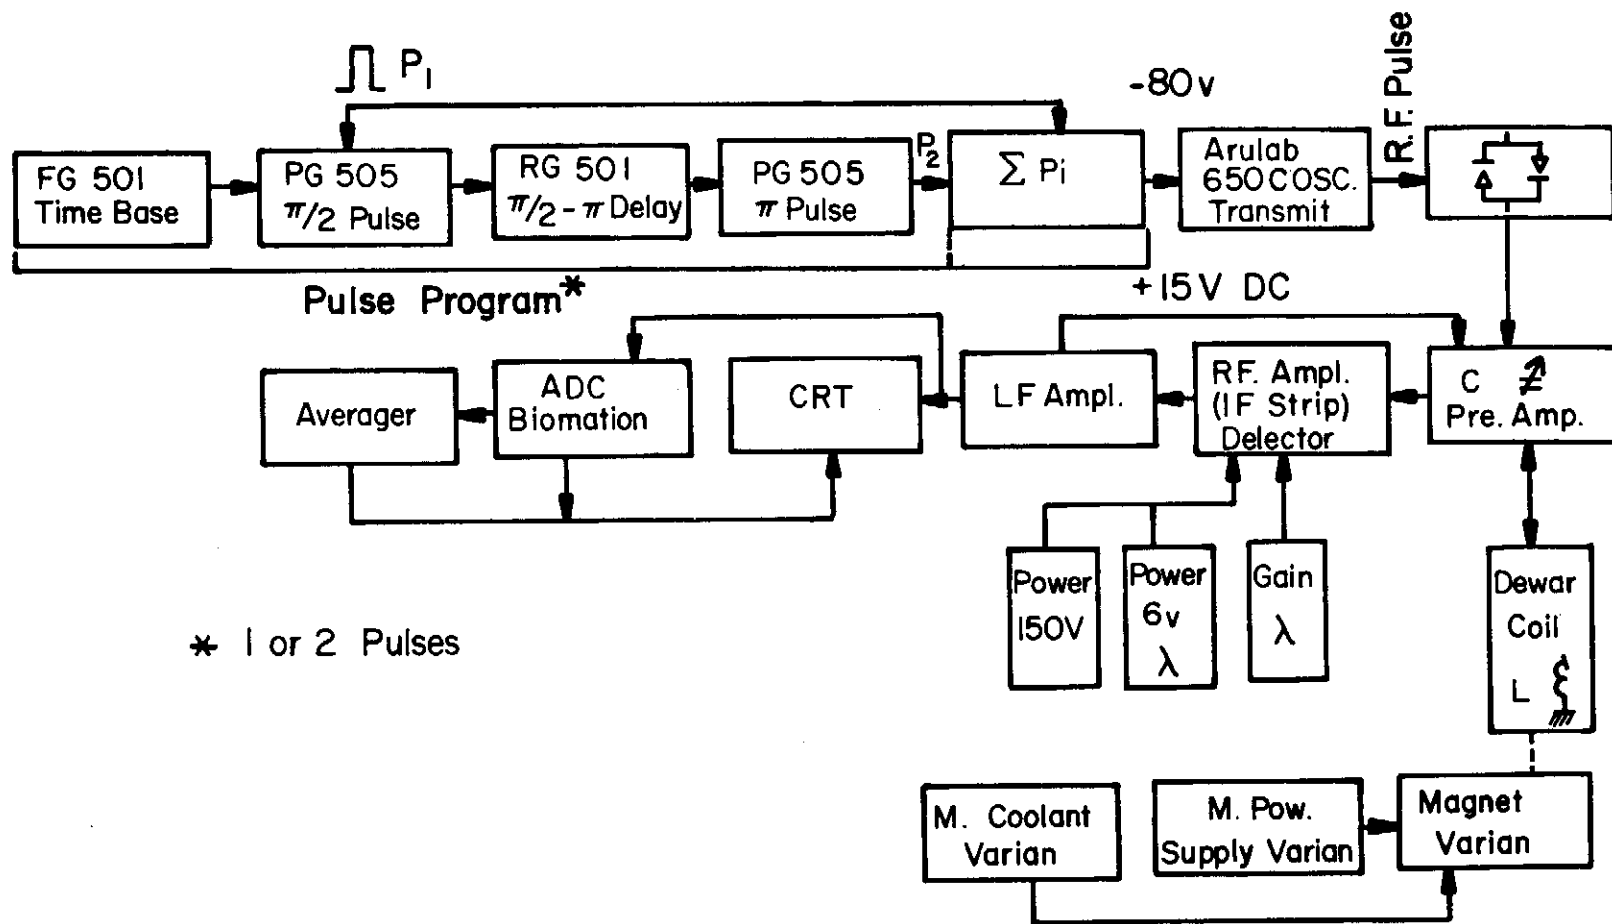 P1
-80v
R.F. Pulse
FG 501
Time Base
PG 505
π/2 Pulse
RG 501
π/2 - π Delay
PG 505
π Pulse
P2
Σ Pi
Arulab
650COSC.
Transmit
Pulse Program*
+15V DC
Averager
ADC
Biomation
CRT
LF Ampl.
RF. Ampl.
(IF Strip)
Delector
C
Pre. Amp.
Power
150V
Power
6v
λ
Gain
λ
Dewar
Coil
L
* 1 or 2 Pulses
M. Coolant
Varian
M. Pow.
Supply Varian
Magnet
Varian